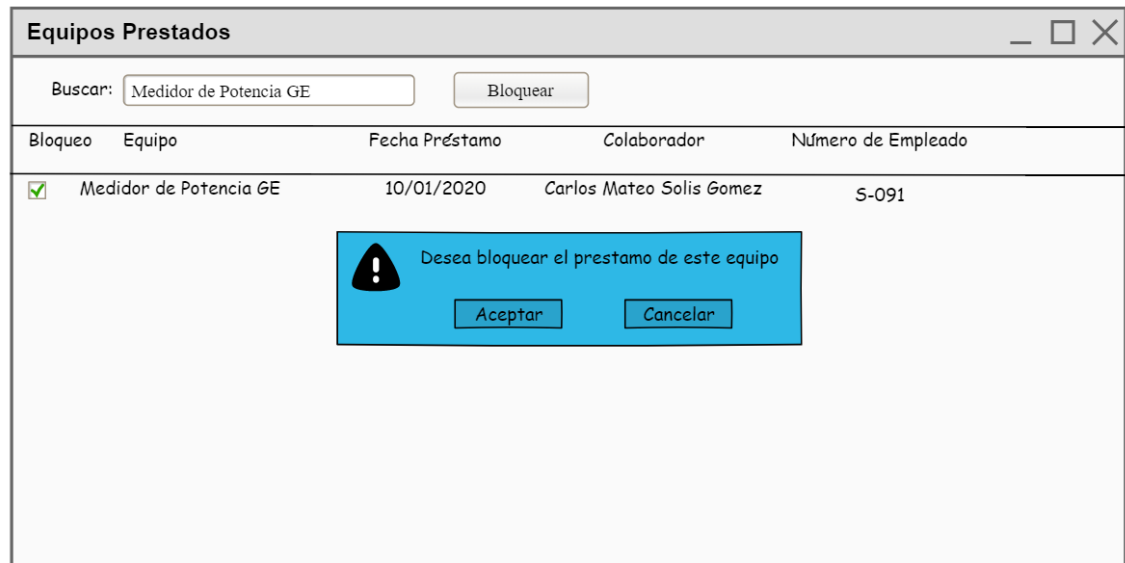 Equipos Prestados
Buscar: Medidor de Potencia GE Bloquear
Bloqueo Equipo Fecha Préstamo Colaborador Número de Empleado
Medidor de Potencia GE 10/01/2020 Carlos Mateo Solis Gomez S-091
Desea bloquear el prestamo de este equipo
Aceptar Cancelar